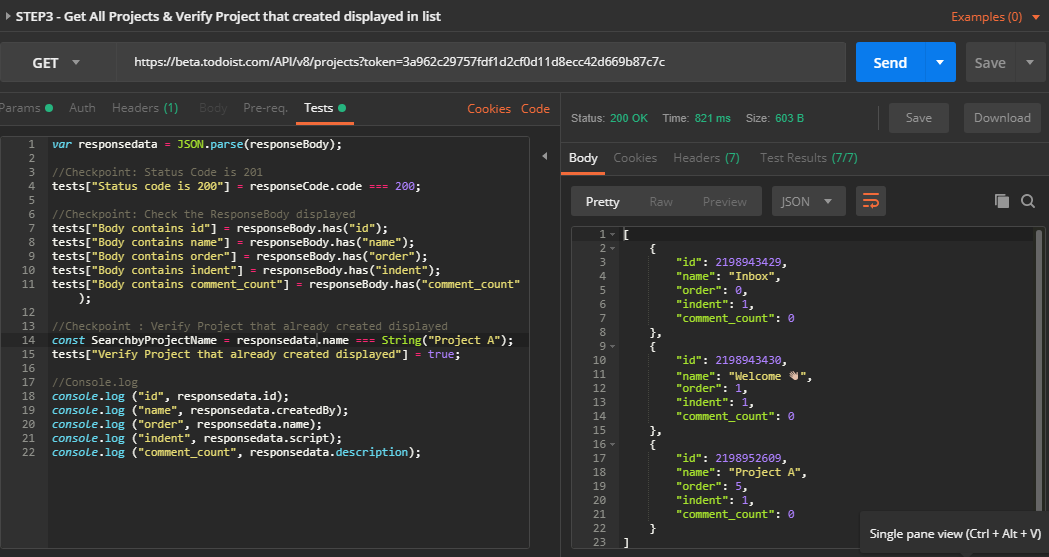 STEP3 - Get All Projects & Verify Project that created displayed in list
Examples (0)
GET
https://beta.todoist.com/API/v8/projects?token=3a962c29757fdf1d2cf0d11d8ecc42d669b87c7c
Send
Save
Params
Auth
Headers (1)
Body
Pre-req.
Tests
Cookies
Code
1 var responsedata = JSON.parse(responseBody);
2
3 //Checkpoint: Status Code is 201
4 tests["Status code is 200"] = responseCode.code === 200;
5
6 //Checkpoint: Check the ResponseBody displayed
7 tests["Body contains id"] = responseBody.has("id");
8 tests["Body contains name"] = responseBody.has("name");
9 tests["Body contains order"] = responseBody.has("order");
10 tests["Body contains indent"] = responseBody.has("indent");
11 tests["Body contains comment_count"] = responseBody.has("comment_count"
);
12
13 //Checkpoint : Verify Project that already created displayed
14 const SearchbyProjectName = responsedata.name === String("Project A");
15 tests["Verify Project that already created displayed"] = true;
16
17 //Console.log
18 console.log ("id", responsedata.id);
19 console.log ("name", responsedata.createdBy);
20 console.log ("order", responsedata.name);
21 console.log ("indent", responsedata.script);
22 console.log ("comment_count", responsedata.description);
Status: 200 OK
Time: 821 ms
Size: 603 B
Save
Download
Body
Cookies
Headers (7)
Test Results (7/7)
Pretty
Raw
Preview
JSON
1 [
2 {
3 "id": 2198943429,
4 "name": "Inbox",
5 "order": 0,
6 "indent": 1,
7 "comment_count": 0
8 },
9 {
10 "id": 2198943430,
11 "name": "Welcome 👋",
12 "order": 1,
13 "indent": 1,
14 "comment_count": 0
15 },
16 {
17 "id": 2198952609,
18 "name": "Project A",
19 "order": 5,
20 "indent": 1,
21 "comment_count": 0
22 }
23 ]
Single pane view (Ctrl + Alt + V)